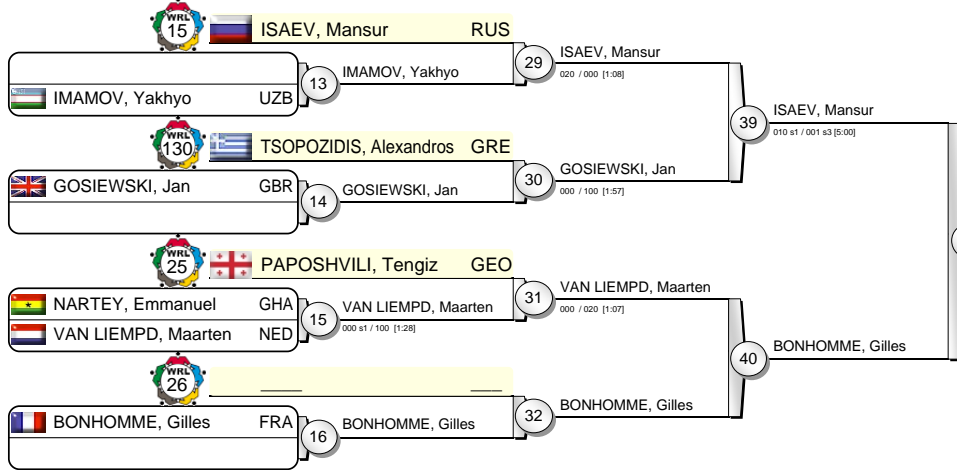 WRL
15
ISAEV, Mansur RUS
29
ISAEV, Mansur
020 / 000 [1:08]
13
IMAMOV, Yakhyo
IMAMOV, Yakhyo UZB
39
ISAEV, Mansur
010 s1 / 001 s3 [5:00]
WRL
130
TSOPOZIDIS, Alexandros GRE
30
GOSIEWSKI, Jan
000 / 100 [1:57]
GOSIEWSKI, Jan GBR
14
GOSIEWSKI, Jan
WRL
25
PAPOSHVILI, Tengiz GEO
31
VAN LIEMPD, Maarten
000 / 020 [1:07]
NARTEY, Emmanuel GHA
15
VAN LIEMPD, Maarten
000 s1 / 100 [1:28]
VAN LIEMPD, Maarten NED
40
BONHOMME, Gilles
WRL
26
____ ___
32
BONHOMME, Gilles
BONHOMME, Gilles FRA
16
BONHOMME, Gilles